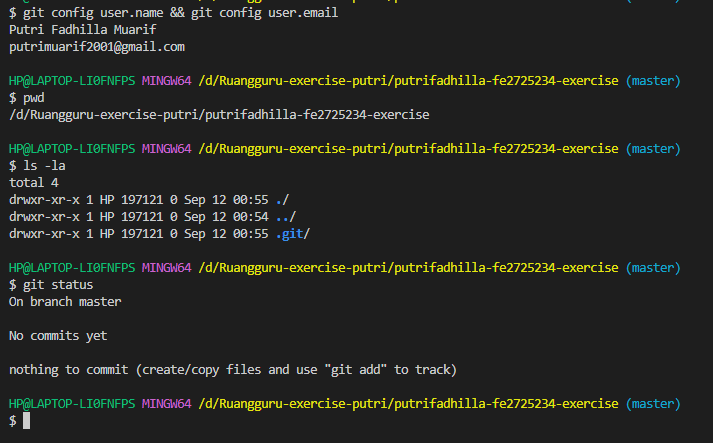 $ git config user.name && git config user.email
Putri Fadhilla Muarif
putrimuarif2001@gmail.com
HP@LAPTOP-LI0FNFPS MINGW64 /d/Ruangguru-exercise-putri/putrifadhilla-fe2725234-exercise (master)
$ pwd
/d/Ruangguru-exercise-putri/putrifadhilla-fe2725234-exercise
HP@LAPTOP-LI0FNFPS MINGW64 /d/Ruangguru-exercise-putri/putrifadhilla-fe2725234-exercise (master)
$ ls -la
total 4
drwxr-xr-x 1 HP 197121 0 Sep 12 00:55 ./
drwxr-xr-x 1 HP 197121 0 Sep 12 00:54 ../
drwxr-xr-x 1 HP 197121 0 Sep 12 00:55 .git/
HP@LAPTOP-LI0FNFPS MINGW64 /d/Ruangguru-exercise-putri/putrifadhilla-fe2725234-exercise (master)
$ git status
On branch master
No commits yet
nothing to commit (create/copy files and use "git add" to track)
HP@LAPTOP-LI0FNFPS MINGW64 /d/Ruangguru-exercise-putri/putrifadhilla-fe2725234-exercise (master)
$